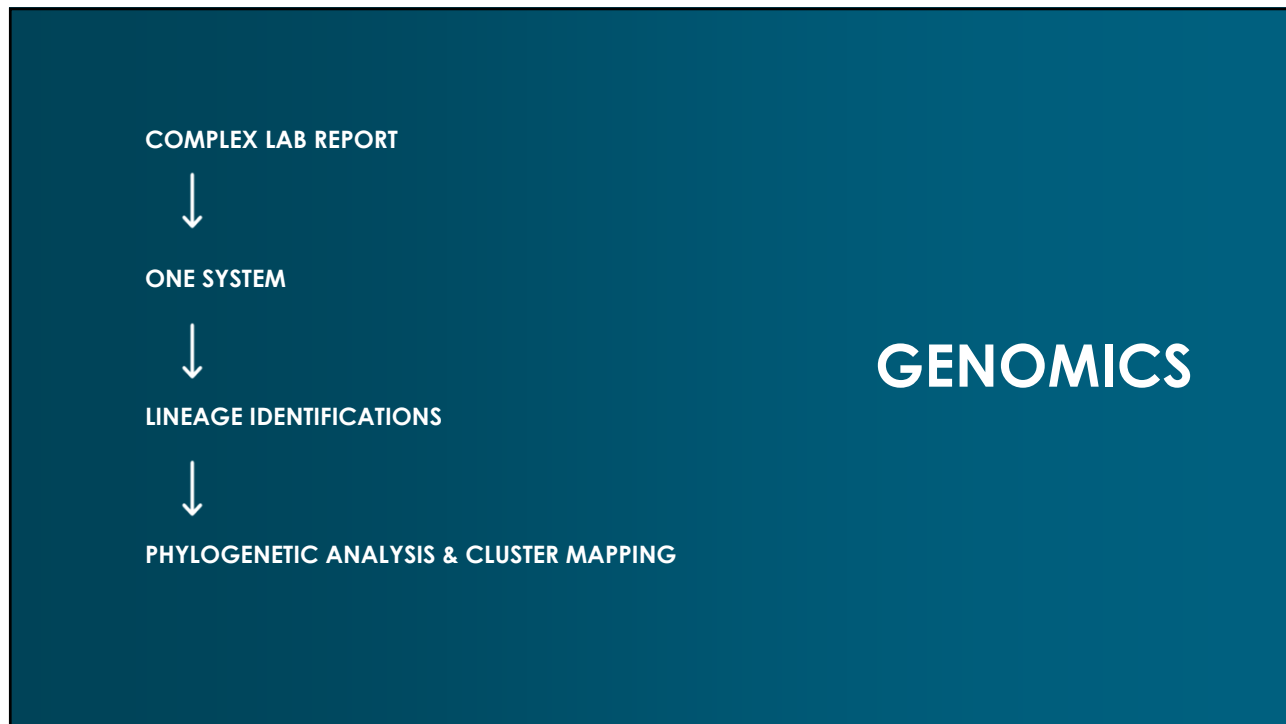 COMPLEX LAB REPORT
ONE SYSTEM
LINEAGE IDENTIFICATIONS
PHYLOGENETIC ANALYSIS & CLUSTER MAPPING
GENOMICS